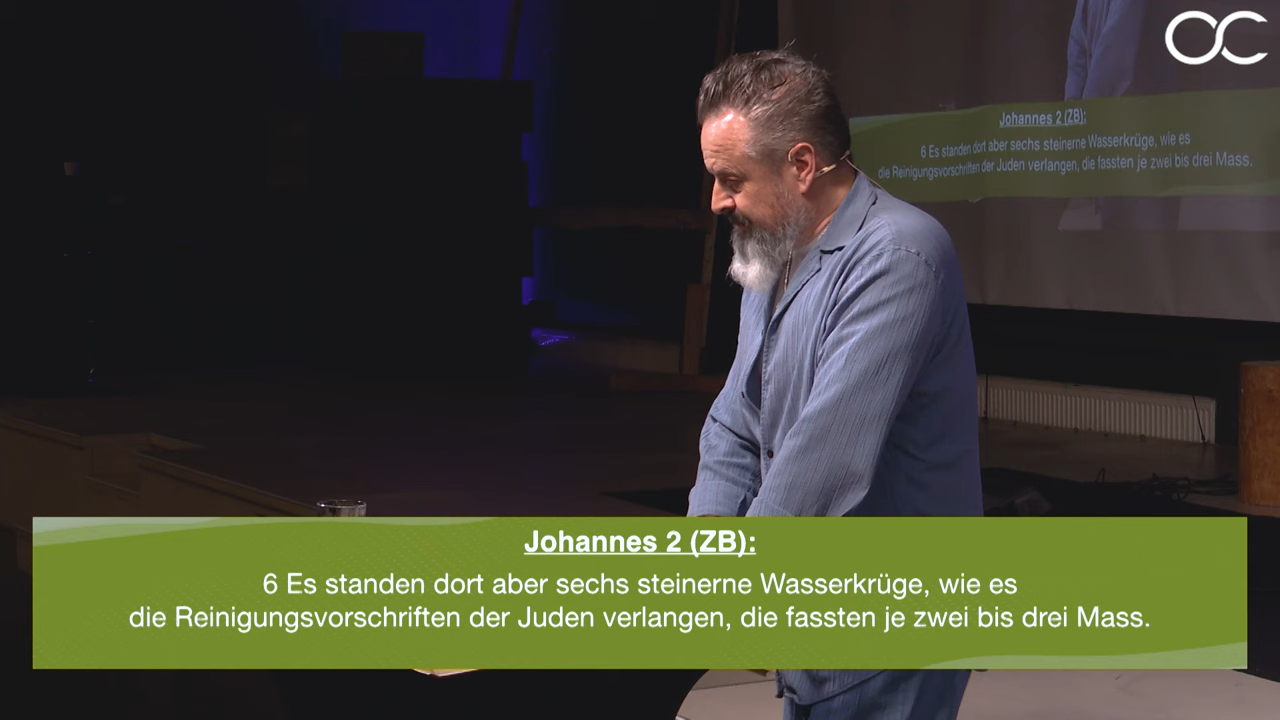 OC
Johannes 2 (ZB):
6 Es standen dort aber sechs steinerne Wasserkrüge, wie es
die Reinigungsvorschriften der Juden verlangen, die fassten je zwei bis drei Mass.
Johannes 2 (ZB):
6 Es standen dort aber sechs steinerne Wasserkrüge, wie es
die Reinigungsvorschriften der Juden verlangen, die fassten je zwei bis drei Mass.